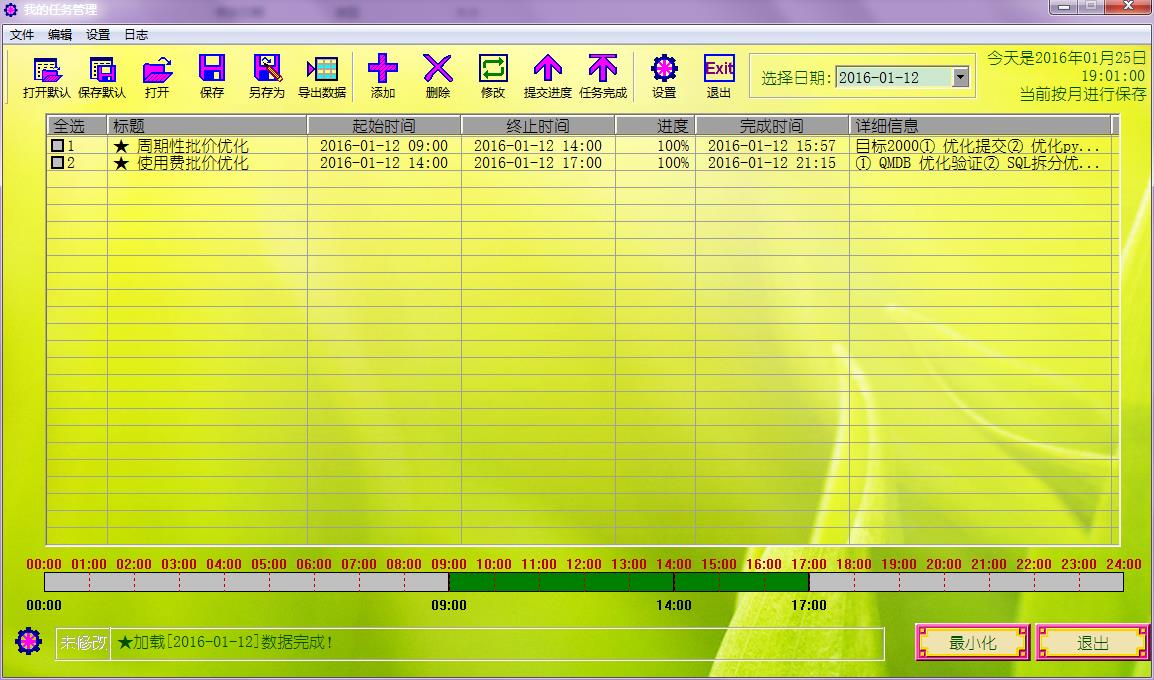 我的任务管理
文件 编辑 设置 日志
打开默认 保存默认 打开 保存 另存为 导出数据 添加 删除 修改 提交进度 任务完成 设置 Exit 退出 选择日期: 2016-01-12
今天是2016年01月25日
19:01:00
当前按月进行保存
全选 标题 起始时间 终止时间 进度 完成时间 详细信息
1 ★ 周期性批价优化 2016-01-12 09:00 2016-01-12 14:00 100% 2016-01-12 15:57 目标2000① 优化提交② 优化py...
2 ★ 使用费批价优化 2016-01-12 14:00 2016-01-12 17:00 100% 2016-01-12 21:15 ① QMDB 优化验证② SQL拆分优...
00:00 01:00 02:00 03:00 04:00 05:00 06:00 07:00 08:00 09:00 10:00 11:00 12:00 13:00 14:00 15:00 16:00 17:00 18:00 19:00 20:00 21:00 22:00 23:00 24:00
00:00 09:00 14:00 17:00
未修改 ★加载[2016-01-12]数据完成! 最小化 退出